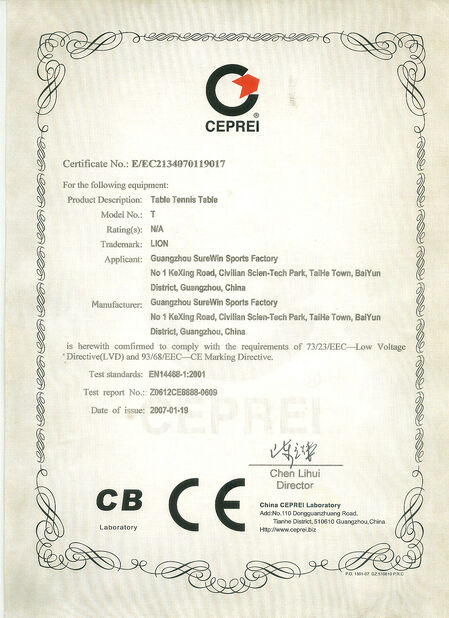 CEPREI
®
Certificate No.: E/EC2134070119017
For the following equipment:
Product Description: Table Tennis Table
Model No.: T
Rating(s): N/A
Trademark: LION
Applicant: Guangzhou SureWin Sports Factory
No 1 KeXing Road, Civilian Scien-Tech Park, TaiHe Town, BaiYun
District, Guangzhou, China
Manufacturer: Guangzhou SureWin Sports Factory
No 1 KeXing Road, Civilian Scien-Tech Park, TaiHe Town, BaiYun
District, Guangzhou, China
is herewith comfirmed to comply with the requirements of 73/23/EEC—Low Voltage
Directive(LVD) and 93/68/EEC—CE Marking Directive.
Test standards: EN14468-1:2001
Test report No.: Z0612CE8888-0609
CEPREI
Date of issue: 2007-01-19
Chen Lihui
Director
CB
Laboratory
CE
China CEPREI Laboratory
Add:No.110 Dongguanzhuang Road.
Tianhe District, 510610 Guangzhou,China
Http://www.ceprei.biz
P.O. 1501-07. GZ.510610 P.R.C